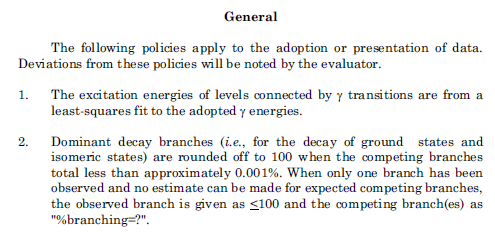 General
The following policies apply to the adoption or presentation of data.
Deviations from these policies will be noted by the evaluator.
1. The excitation energies of levels connected by γ transitions are from a
least-squares fit to the adopted γ energies.
2. Dominant decay branches (i.e., for the decay of ground states and
isomeric states) are rounded off to 100 when the competing branches
total less than approximately 0.001%. When only one branch has been
observed and no estimate can be made for expected competing branches,
the observed branch is given as ≤100 and the competing branch(es) as
"%branching=?".